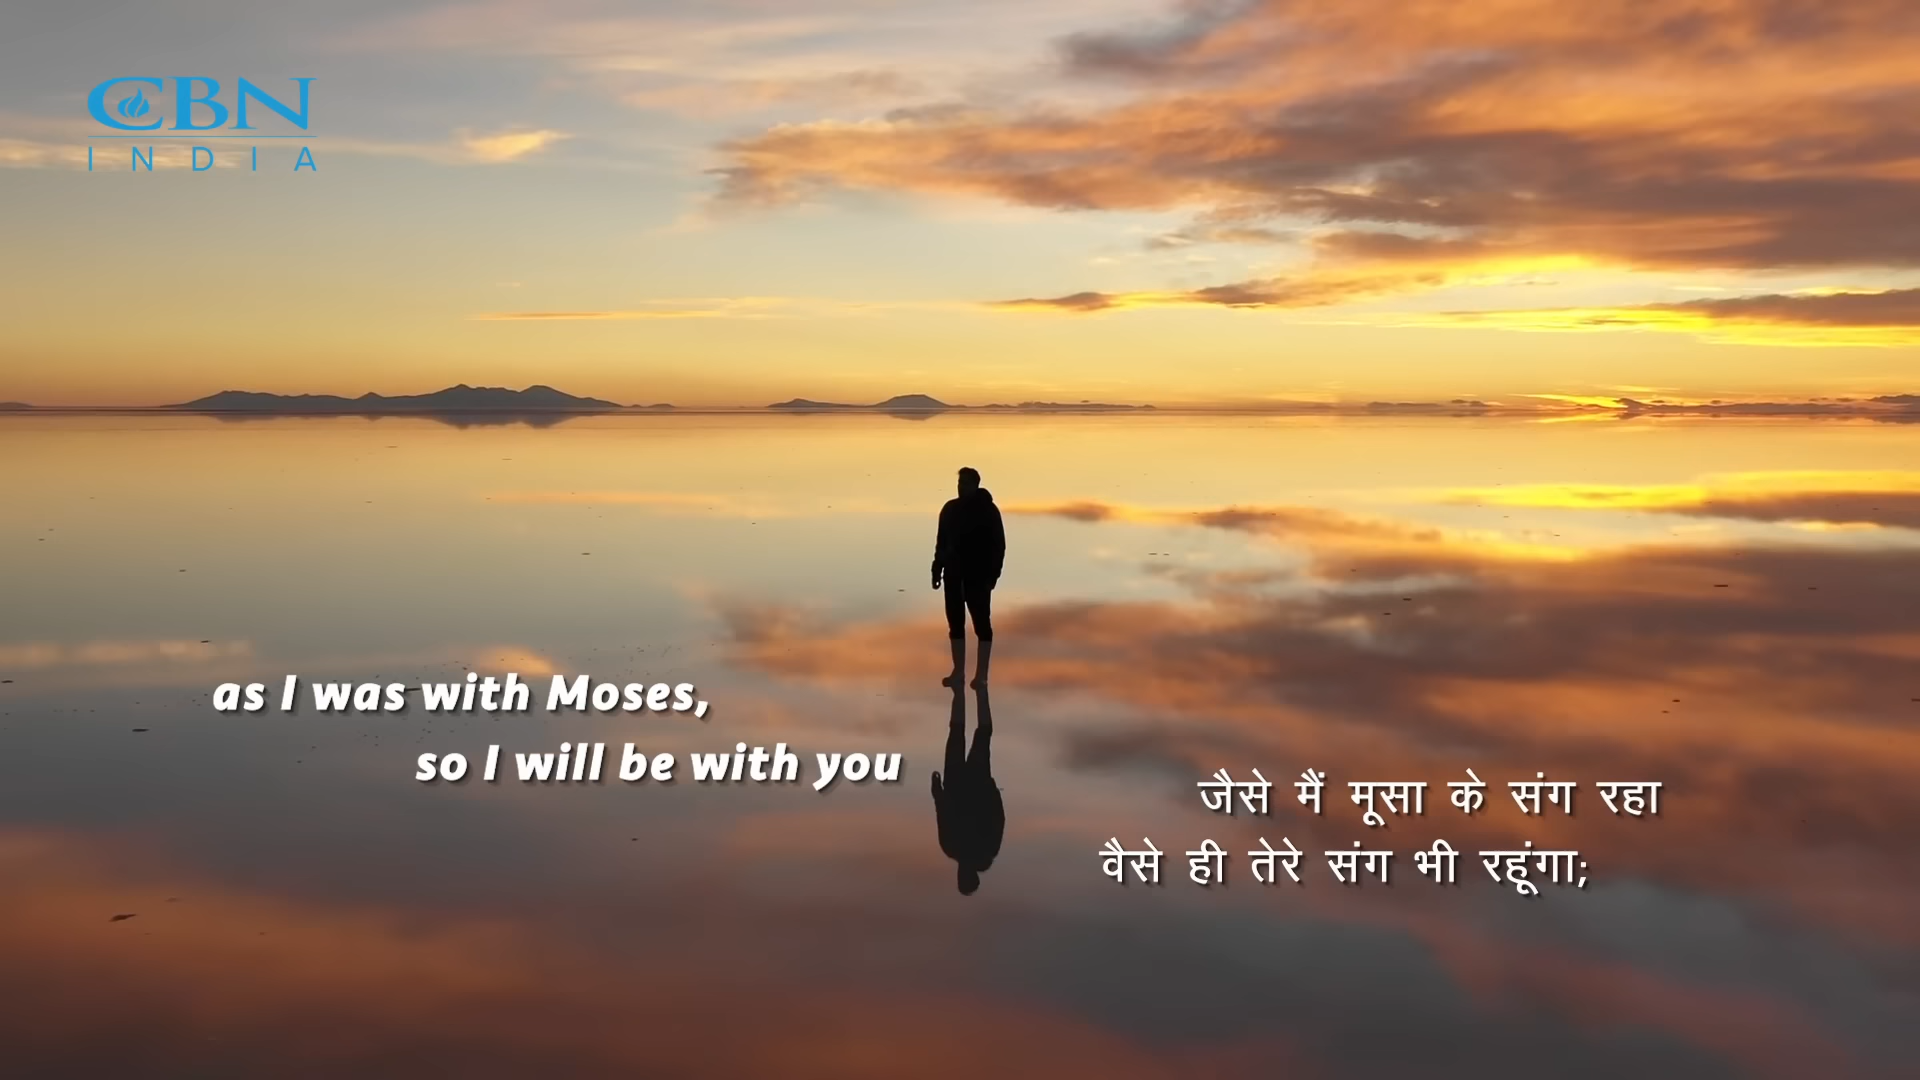 CBN
INDIA
as I was with Moses,
so I will be with you
जैसे मैं मूसा के संग रहा
वैसे ही तेरे संग भी रहूंगा;